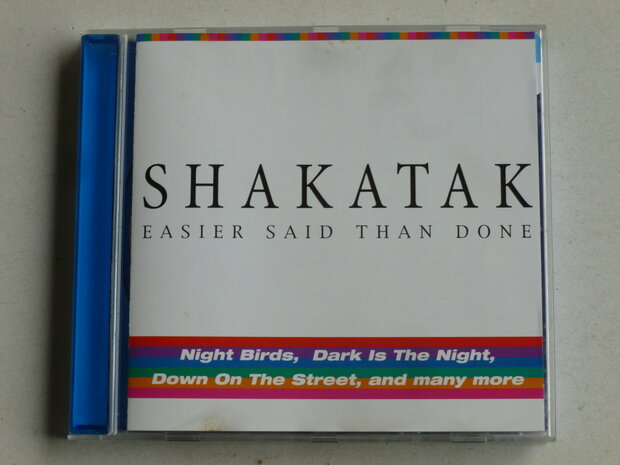 SHAKATAK
EASIER SAID THAN DONE
Night Birds, Dark Is The Night,
Down On The Street, and many more